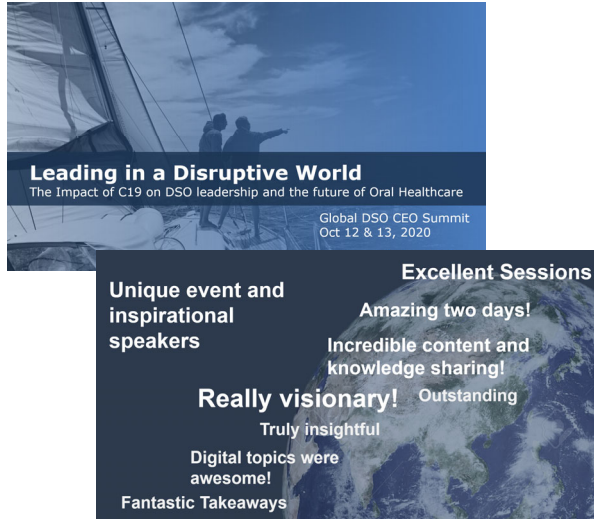 Leading in a Disruptive World
The Impact of C19 on DSO leadership and the future of Oral Healthcare
Global DSO CEO Summit
Oct 12 & 13, 2020
Excellent Sessions
Unique event and
inspirational
speakers
Amazing two days!
Incredible content and
knowledge sharing!
Really visionary!
Outstanding
Truly insightful
Digital topics were
awesome!
Fantastic Takeaways